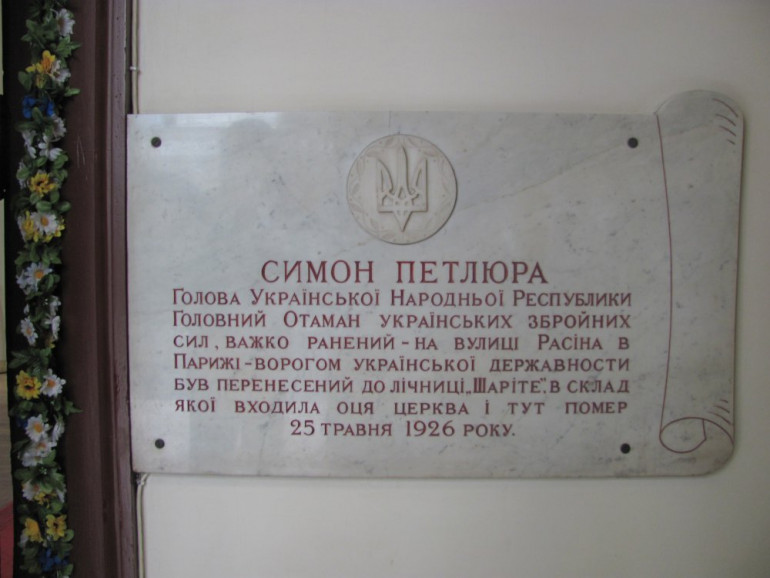 СИМОН ПЕТЛЮРА
Голова Української Народньої Республики
Головний Отаман українських збройних
сил, важко ранений-на вулиш Расіна в
Парижі-ворогом української державности
був перенесений до лічниці „Шаріте", в склад
якої входила оця церква і тут помер
25 травня 1926 року.